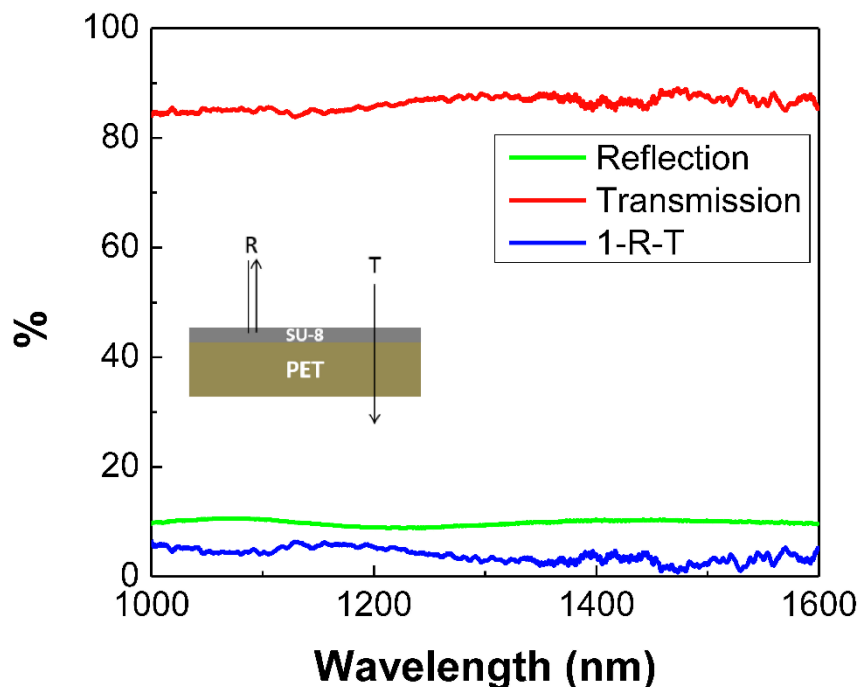 100
80
60
40
20
0
%
Reflection
Transmission
1-R-T
R
T
SU-8
PET
1000 1200 1400 1600
Wavelength (nm)